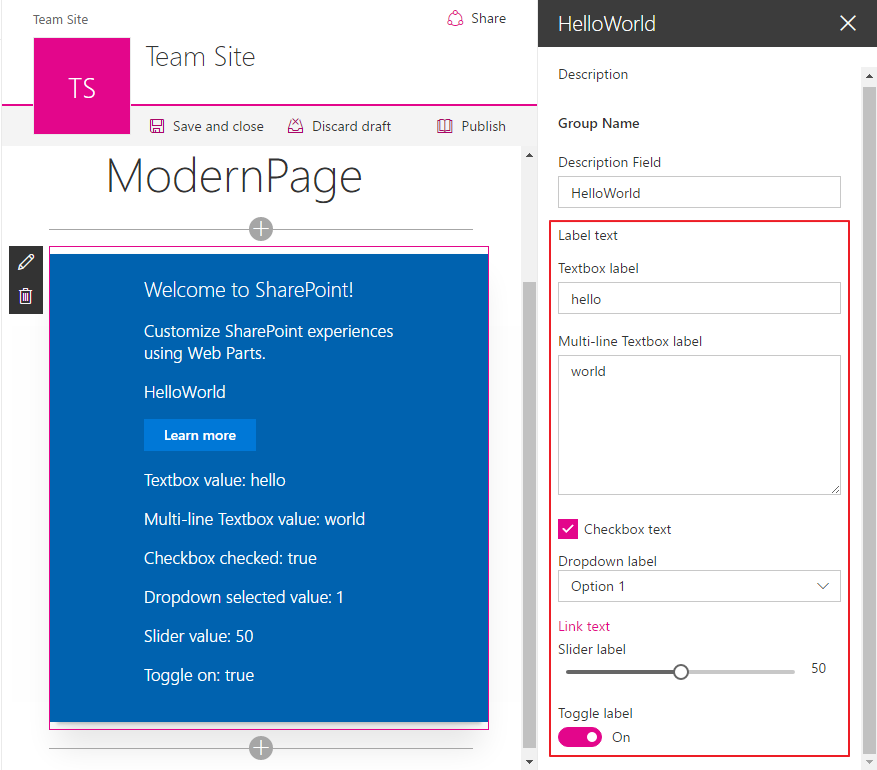 Team Site
Share
TS
Team Site
Save and close
Discard draft
Publish
ModernPage
Welcome to SharePoint!
Customize SharePoint experiences
using Web Parts.
HelloWorld
Learn more
Textbox value: hello
Multi-line Textbox value: world
Checkbox checked: true
Dropdown selected value: 1
Slider value: 50
Toggle on: true
HelloWorld
Description
Group Name
Description Field
HelloWorld
Label text
Textbox label
hello
Multi-line Textbox label
world
Checkbox text
Dropdown label
Option 1
Link text
Slider label
50
Toggle label
On